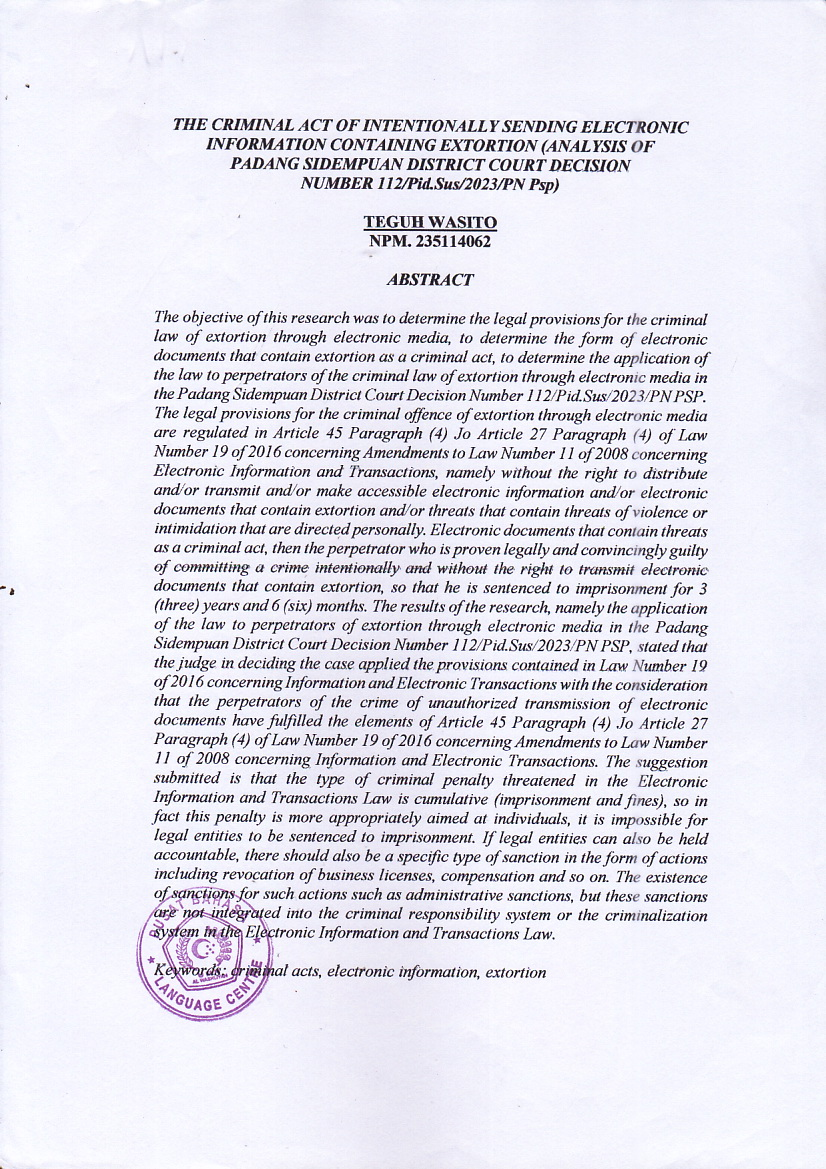 THE CRIMINAL ACT OF INTENTIONALLY SENDING ELECTRONIC
INFORMATION CONTAINING EXTORTION (ANALYSIS OF
PADANG SIDEMPUAN DISTRICT COURT DECISION
NUMBER 112/Pid.Sus/2023/PN Psp)
TEGUH WASITO
NPM. 235114062
ABSTRACT
The objective of this research was to determine the legal provisions for the criminal
law of extortion through electronic media, to determine the form of electronic
documents that contain extortion as a criminal act, to determine the application of
the law to perpetrators of the criminal law of extortion through electronic media in
the Padang Sidempuan District Court Decision Number 112/Pid.Sus/2023/PN PSP.
The legal provisions for the criminal offence of extortion through electronic media
are regulated in Article 45 Paragraph (4) Jo Article 27 Paragraph (4) of Law
Number 19 of 2016 concerning Amendments to Law Number 11 of 2008 concerning
Electronic Information and Transactions, namely without the right to distribute
and/or transmit and/or make accessible electronic information and/or electronic
documents that contain extortion and/or threats that contain threats of violence or
intimidation that are directed personally. Electronic documents that contain threats
as a criminal act, then the perpetrator who is proven legally and convincingly guilty
of committing a crime intentionally and without the right to transmit electronic
documents that contain extortion, so that he is sentenced to imprisonment for 3
(three) years and 6 (six) months. The results of the research, namely the application
of the law to perpetrators of extortion through electronic media in the Padang
Sidempuan District Court Decision Number 112/Pid.Sus/2023/PN PSP, stated that
the judge in deciding the case applied the provisions contained in Law Number 19
of 2016 concerning Information and Electronic Transactions with the consideration
that the perpetrators of the crime of unauthorized transmission of electronic
documents have fulfilled the elements of Article 45 Paragraph (4) Jo Article 27
Paragraph (4) of Law Number 19 of 2016 concerning Amendments to Law Number
11 of 2008 concerning Information and Electronic Transactions. The suggestion
submitted is that the type of criminal penalty threatened in the Electronic
Information and Transactions Law is cumulative (imprisonment and fines), so in
fact this penalty is more appropriately aimed at individuals, it is impossible for
legal entities to be sentenced to imprisonment. If legal entities can also be held
accountable, there should also be a specific type of sanction in the form of actions
including revocation of business licenses, compensation and so on. The existence
of sanctions for such actions such as administrative sanctions, but these sanctions
are not integrated into the criminal responsibility system or the criminalization
system in the Electronic Information and Transactions Law.
Keywords: criminal acts, electronic information, extortion
PUSAT BAHASA
AL WASHLIYAH
LANGUAGE CENTRE